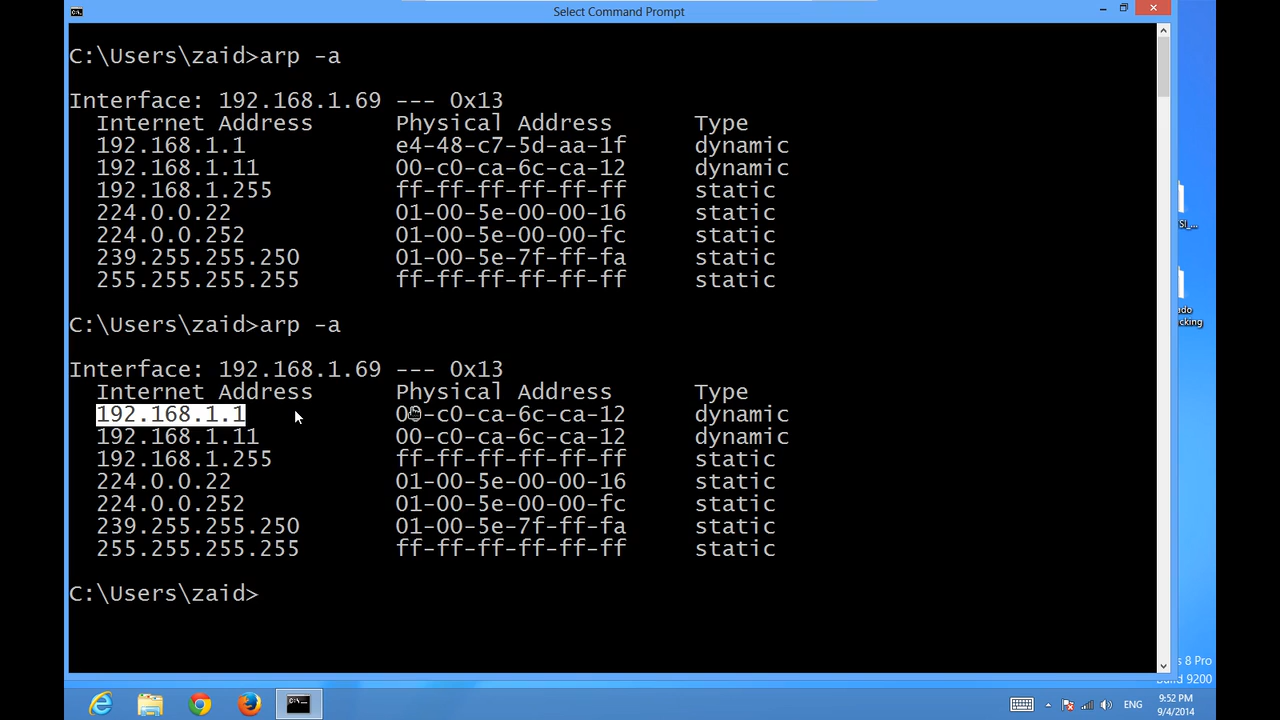 Select Command Prompt
C:\Users\zaid>arp -a
Interface: 192.168.1.69 --- 0x13
Internet Address Physical Address Type
192.168.1.1 e4-48-c7-5d-aa-1f dynamic
192.168.1.11 00-c0-ca-6c-ca-12 dynamic
192.168.1.255 ff-ff-ff-ff-ff-ff static
224.0.0.22 01-00-5e-00-00-16 static
224.0.0.252 01-00-5e-00-00-fc static
239.255.255.250 01-00-5e-7f-ff-fa static
255.255.255.255 ff-ff-ff-ff-ff-ff static
C:\Users\zaid>arp -a
Interface: 192.168.1.69 --- 0x13
Internet Address Physical Address Type
192.168.1.1 00-c0-ca-6c-ca-12 dynamic
192.168.1.11 00-c0-ca-6c-ca-12 dynamic
192.168.1.255 ff-ff-ff-ff-ff-ff static
224.0.0.22 01-00-5e-00-00-16 static
224.0.0.252 01-00-5e-00-00-fc static
239.255.255.250 01-00-5e-7f-ff-fa static
255.255.255.255 ff-ff-ff-ff-ff-ff static
C:\Users\zaid>
SI_...
ado
cking
s 8 Pro
Build 9200
ENG
9:52 PM
9/4/2014